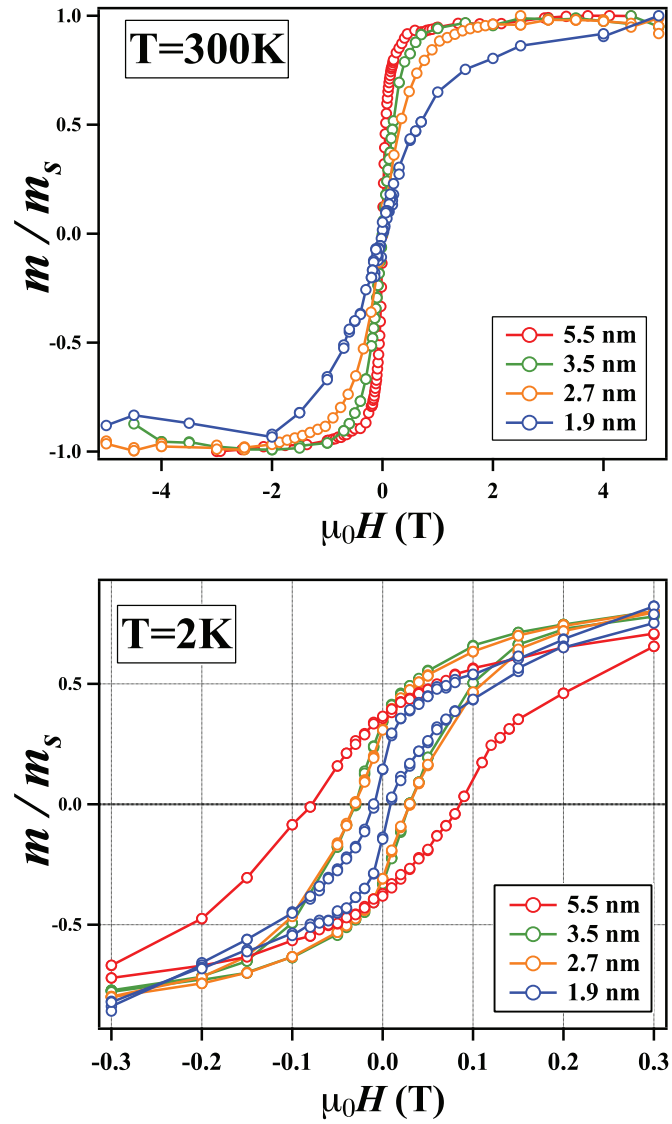 T=300K
1.0
0.5
0.0
-0.5
-1.0
m / ms
5.5 nm
3.5 nm
2.7 nm
1.9 nm
-4 -2 0 2 4
μ0H (T)
T=2K
0.5
0.0
-0.5
m / ms
5.5 nm
3.5 nm
2.7 nm
1.9 nm
-0.3 -0.2 -0.1 0.0 0.1 0.2 0.3
μ0H (T)